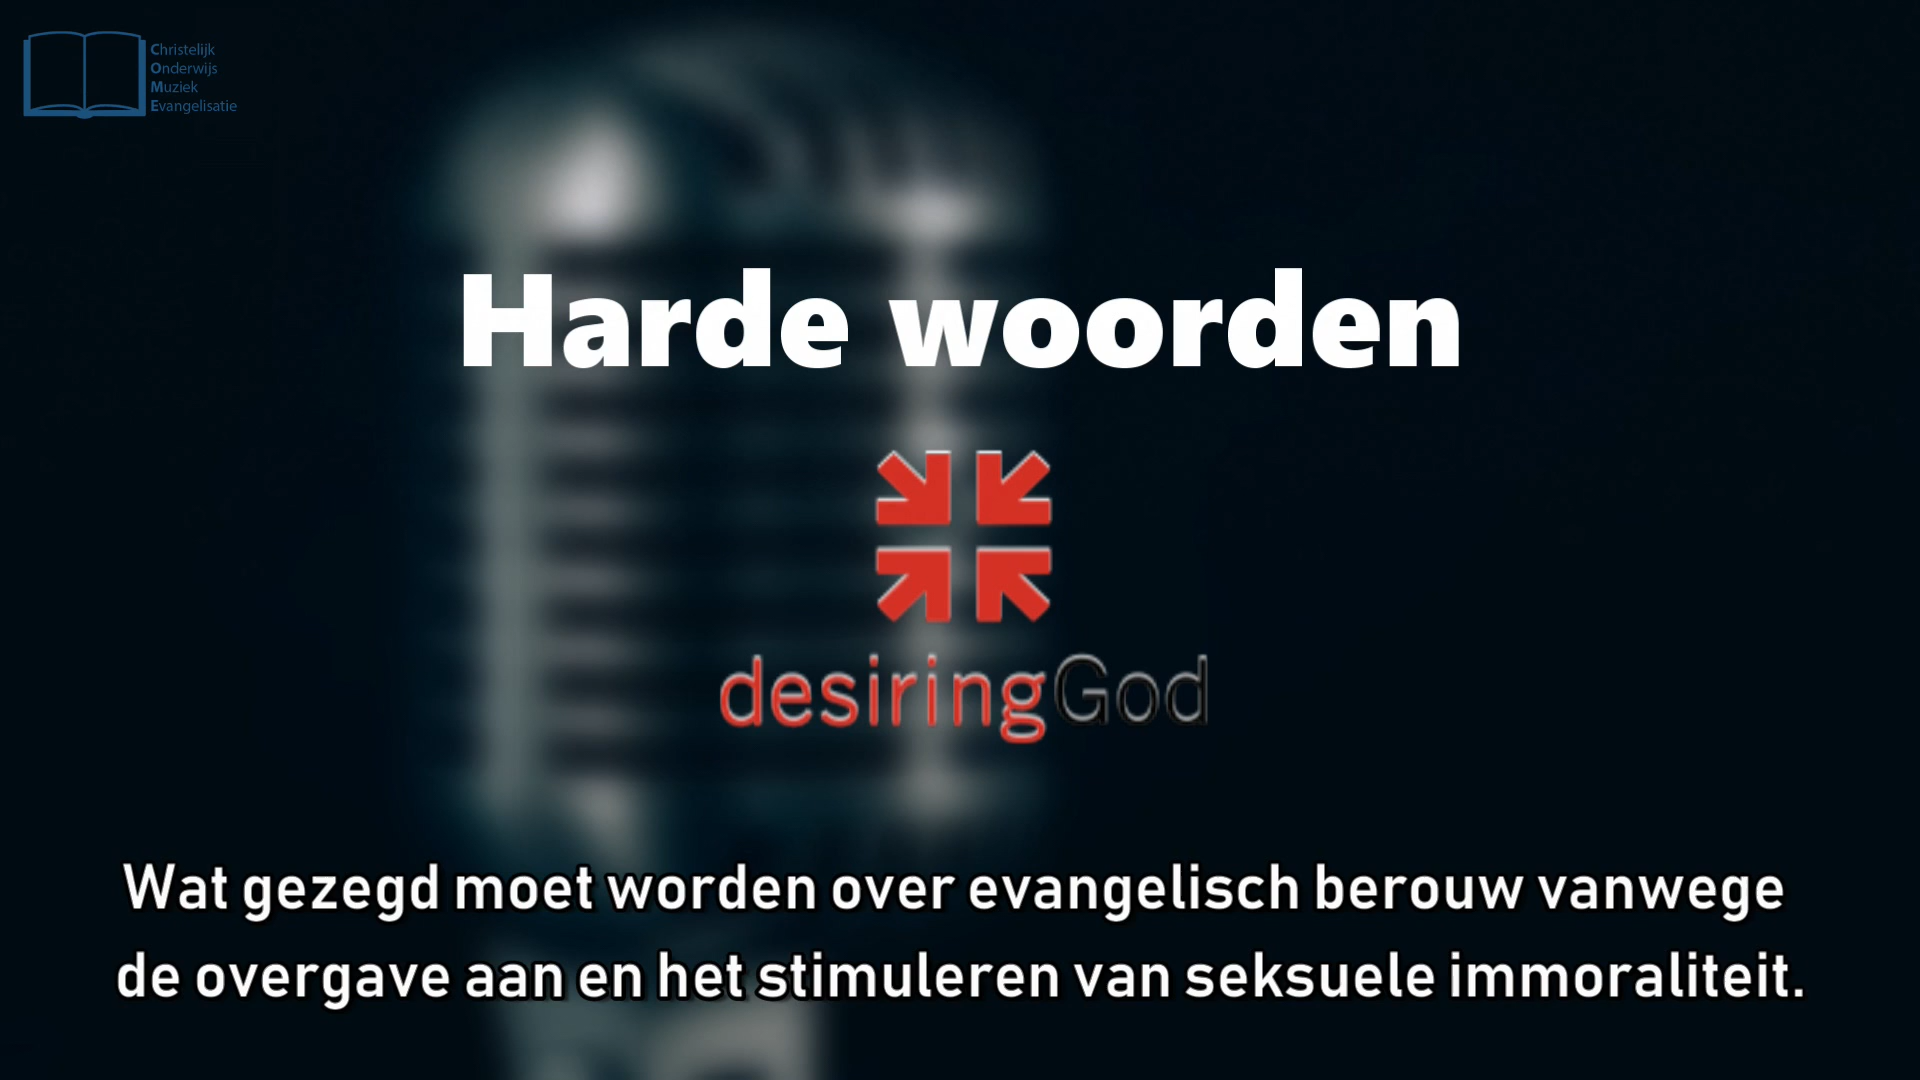 Christelijk
Onderwijs
Muziek
Evangelisatie
Harde woorden
desiringGod
Wat gezegd moet worden over evangelisch berouw vanwege
de overgave aan en het stimuleren van seksuele immoraliteit.